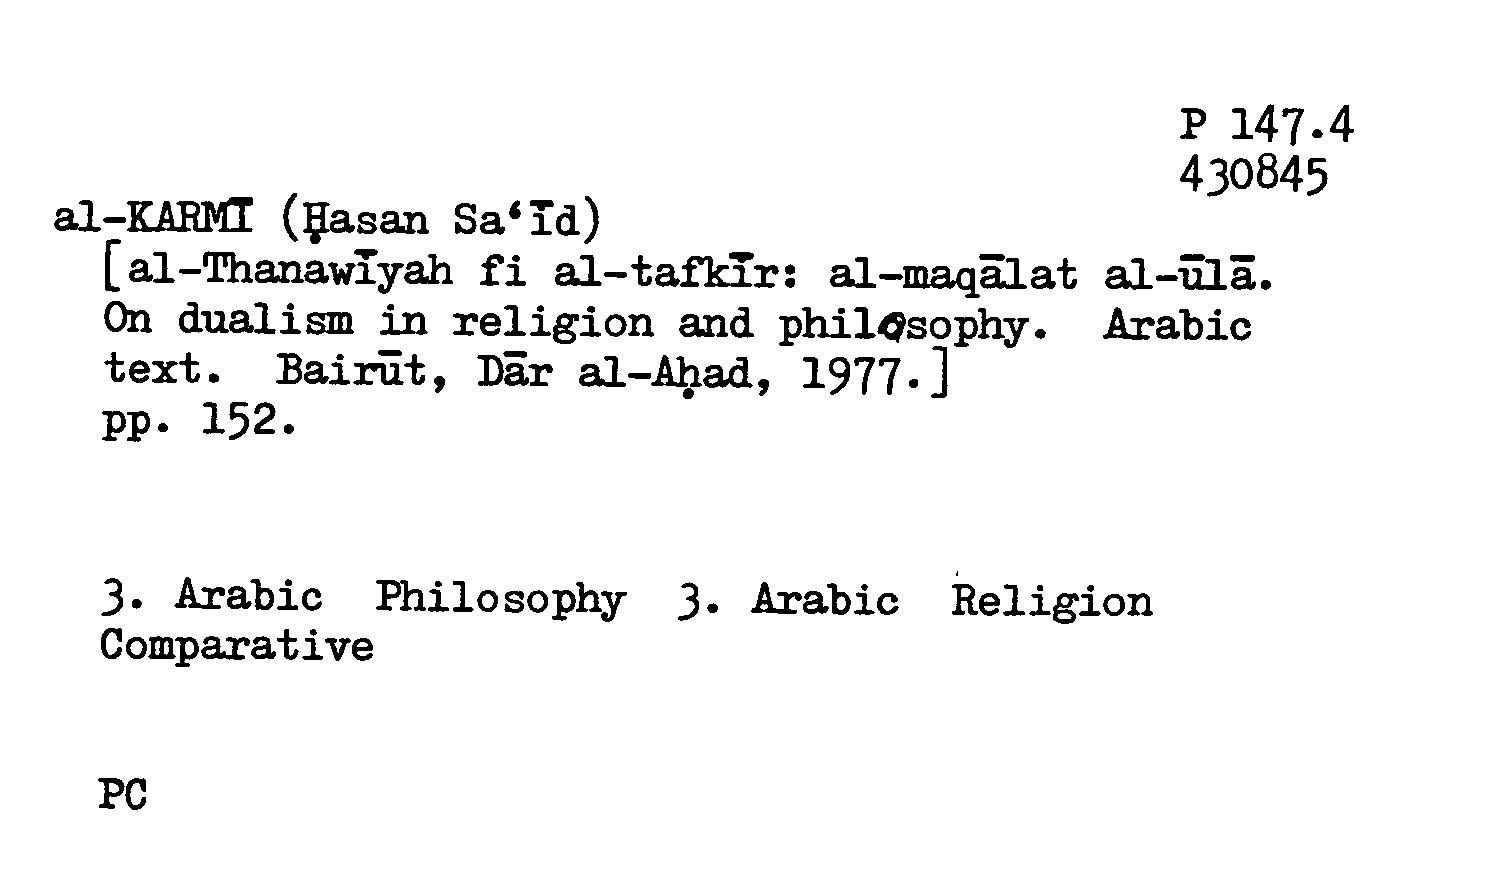 P 147.4
430845
al-KARMĪ (Ḥasan Sa‘īd)
[al-Thanawīyah fi al-tafkīr: al-maqālat al-ūlā.
On dualism in religion and philosophy. Arabic
text. Bairūt, Dār al-Aḥad, 1977.]
pp. 152.
3. Arabic Philosophy 3. Arabic Religion
Comparative
PC